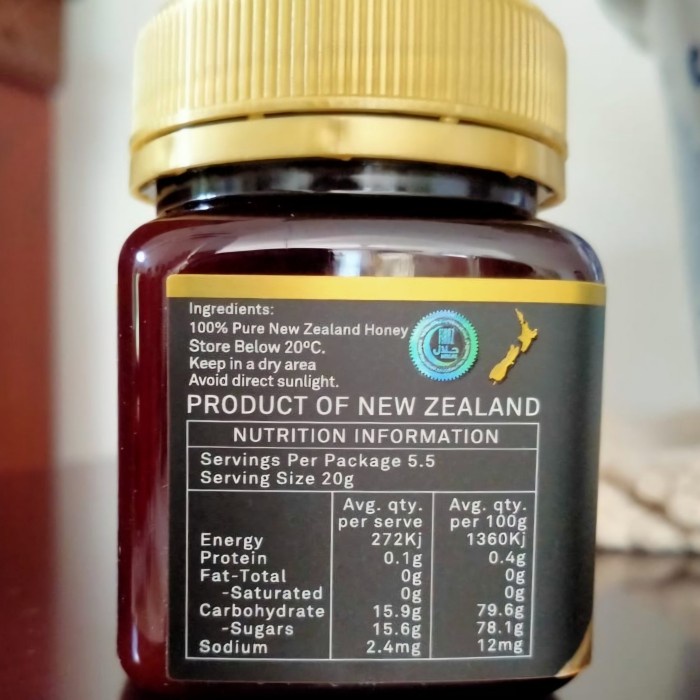 Ingredients:
100% Pure New Zealand Honey
Store Below 20ºC.
Keep in a dry area
Avoid direct sunlight.
حلال
PRODUCT OF NEW ZEALAND
NUTRITION INFORMATION
Servings Per Package 5.5
Serving Size 20g
Avg. qty. Avg. qty.
per serve per 100g
Energy 272Kj 1360Kj
Protein 0.1g 0.4g
Fat-Total 0g 0g
-Saturated 0g 0g
Carbohydrate 15.9g 79.6g
-Sugars 15.6g 78.1g
Sodium 2.4mg 12mg